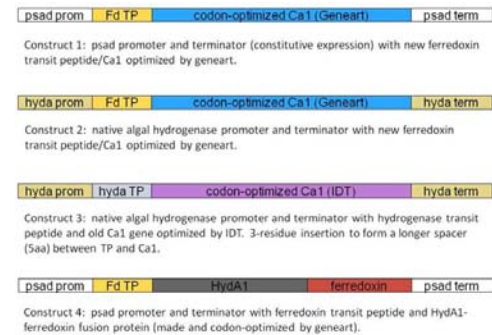 psad prom Fd TP codon-optimized Ca1 (Geneart) psad term
Construct 1: psad promoter and terminator (constitutive expression) with new ferredoxin
transit peptide/Ca1 optimized by geneart.
hyda prom Fd TP codon-optimized Ca1 (Geneart) hyda term
Construct 2: native algal hydrogenase promoter and terminator with new ferredoxin
transit peptide/Ca1 optimized by geneart.
hyda prom hyda TP codon-optimized Ca1 (IDT) hyda term
Construct 3: native algal hydrogenase promoter and terminator with hydrogenase transit
peptide and old Ca1 gene optimized by IDT. 3-residue insertion to form a longer spacer
(5aa) between TP and Ca1.
psad prom Fd TP HydA1 ferredoxin psad term
Construct 4: psad promoter and terminator with ferredoxin transit peptide and HydA1-
ferredoxin fusion protein (made and codon-optimized by geneart).